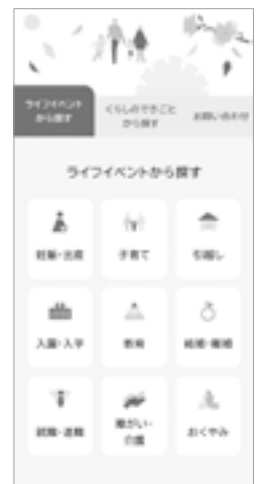 ライフイベント
から探す
くらしのできごと
から探す
お問い合わせ
ライフイベントから探す
妊娠・出産
子育て
引越し
入園・入学
教育
結婚・離婚
就職・退職
障がい・
介護
おくやみ